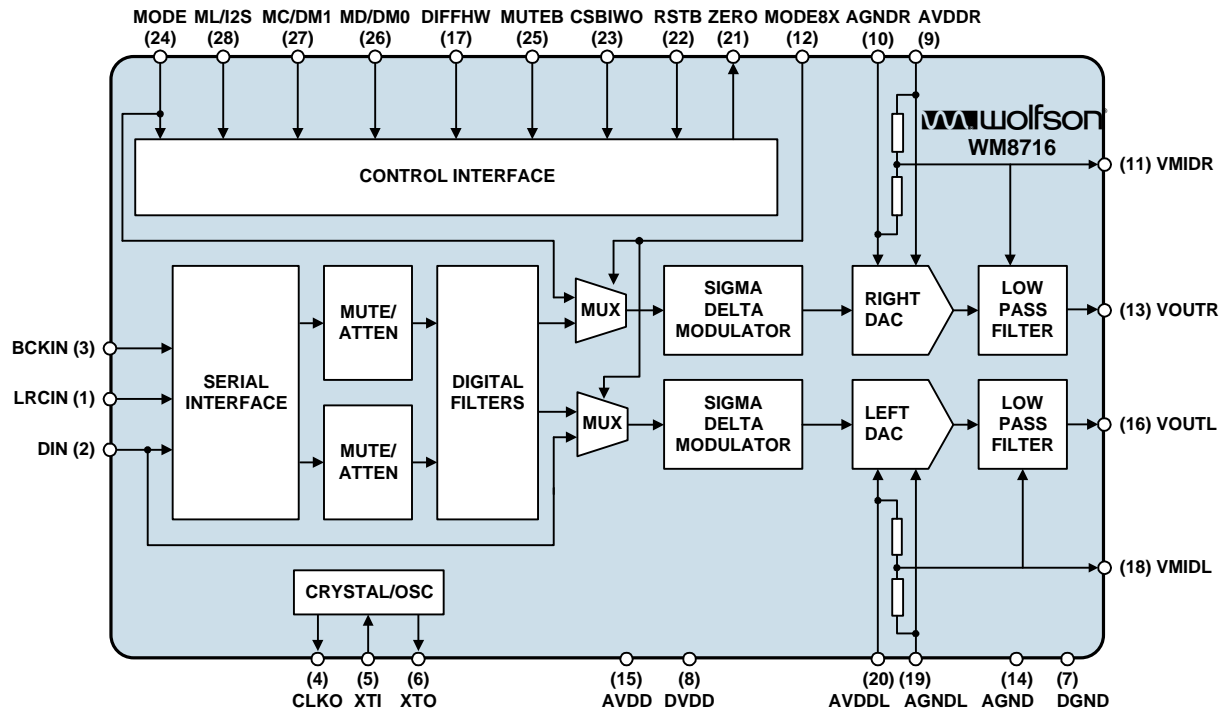 MODE ML/I2S MC/DM1 MD/DM0 DIFFHW MUTEB CSBIWO RSTB ZERO MODE8X AGNDR AVDDR
(24) (28) (27) (26) (17) (25) (23) (22) (21) (12) (10) (9)
wolfson
WM8716
CONTROL INTERFACE
(11) VMIDR
SERIAL
INTERFACE
MUTE/
ATTEN
MUTE/
ATTEN
DIGITAL
FILTERS
MUX
MUX
SIGMA
DELTA
MODULATOR
SIGMA
DELTA
MODULATOR
RIGHT
DAC
LEFT
DAC
LOW
PASS
FILTER
LOW
PASS
FILTER
(13) VOUTR
BCKIN (3)
LRCIN (1)
DIN (2)
(16) VOUTL
(18) VMIDL
CRYSTAL/OSC
(4) (5) (6) (15) (8) (20) (19) (14) (7)
CLKO XTI XTO AVDD DVDD AVDDL AGNDL AGND DGND